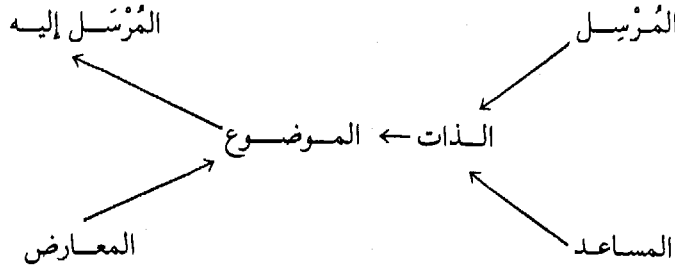 المُرْسِل المُرْسَل إليه
الذات ← الموضوع
المساعد المعارض